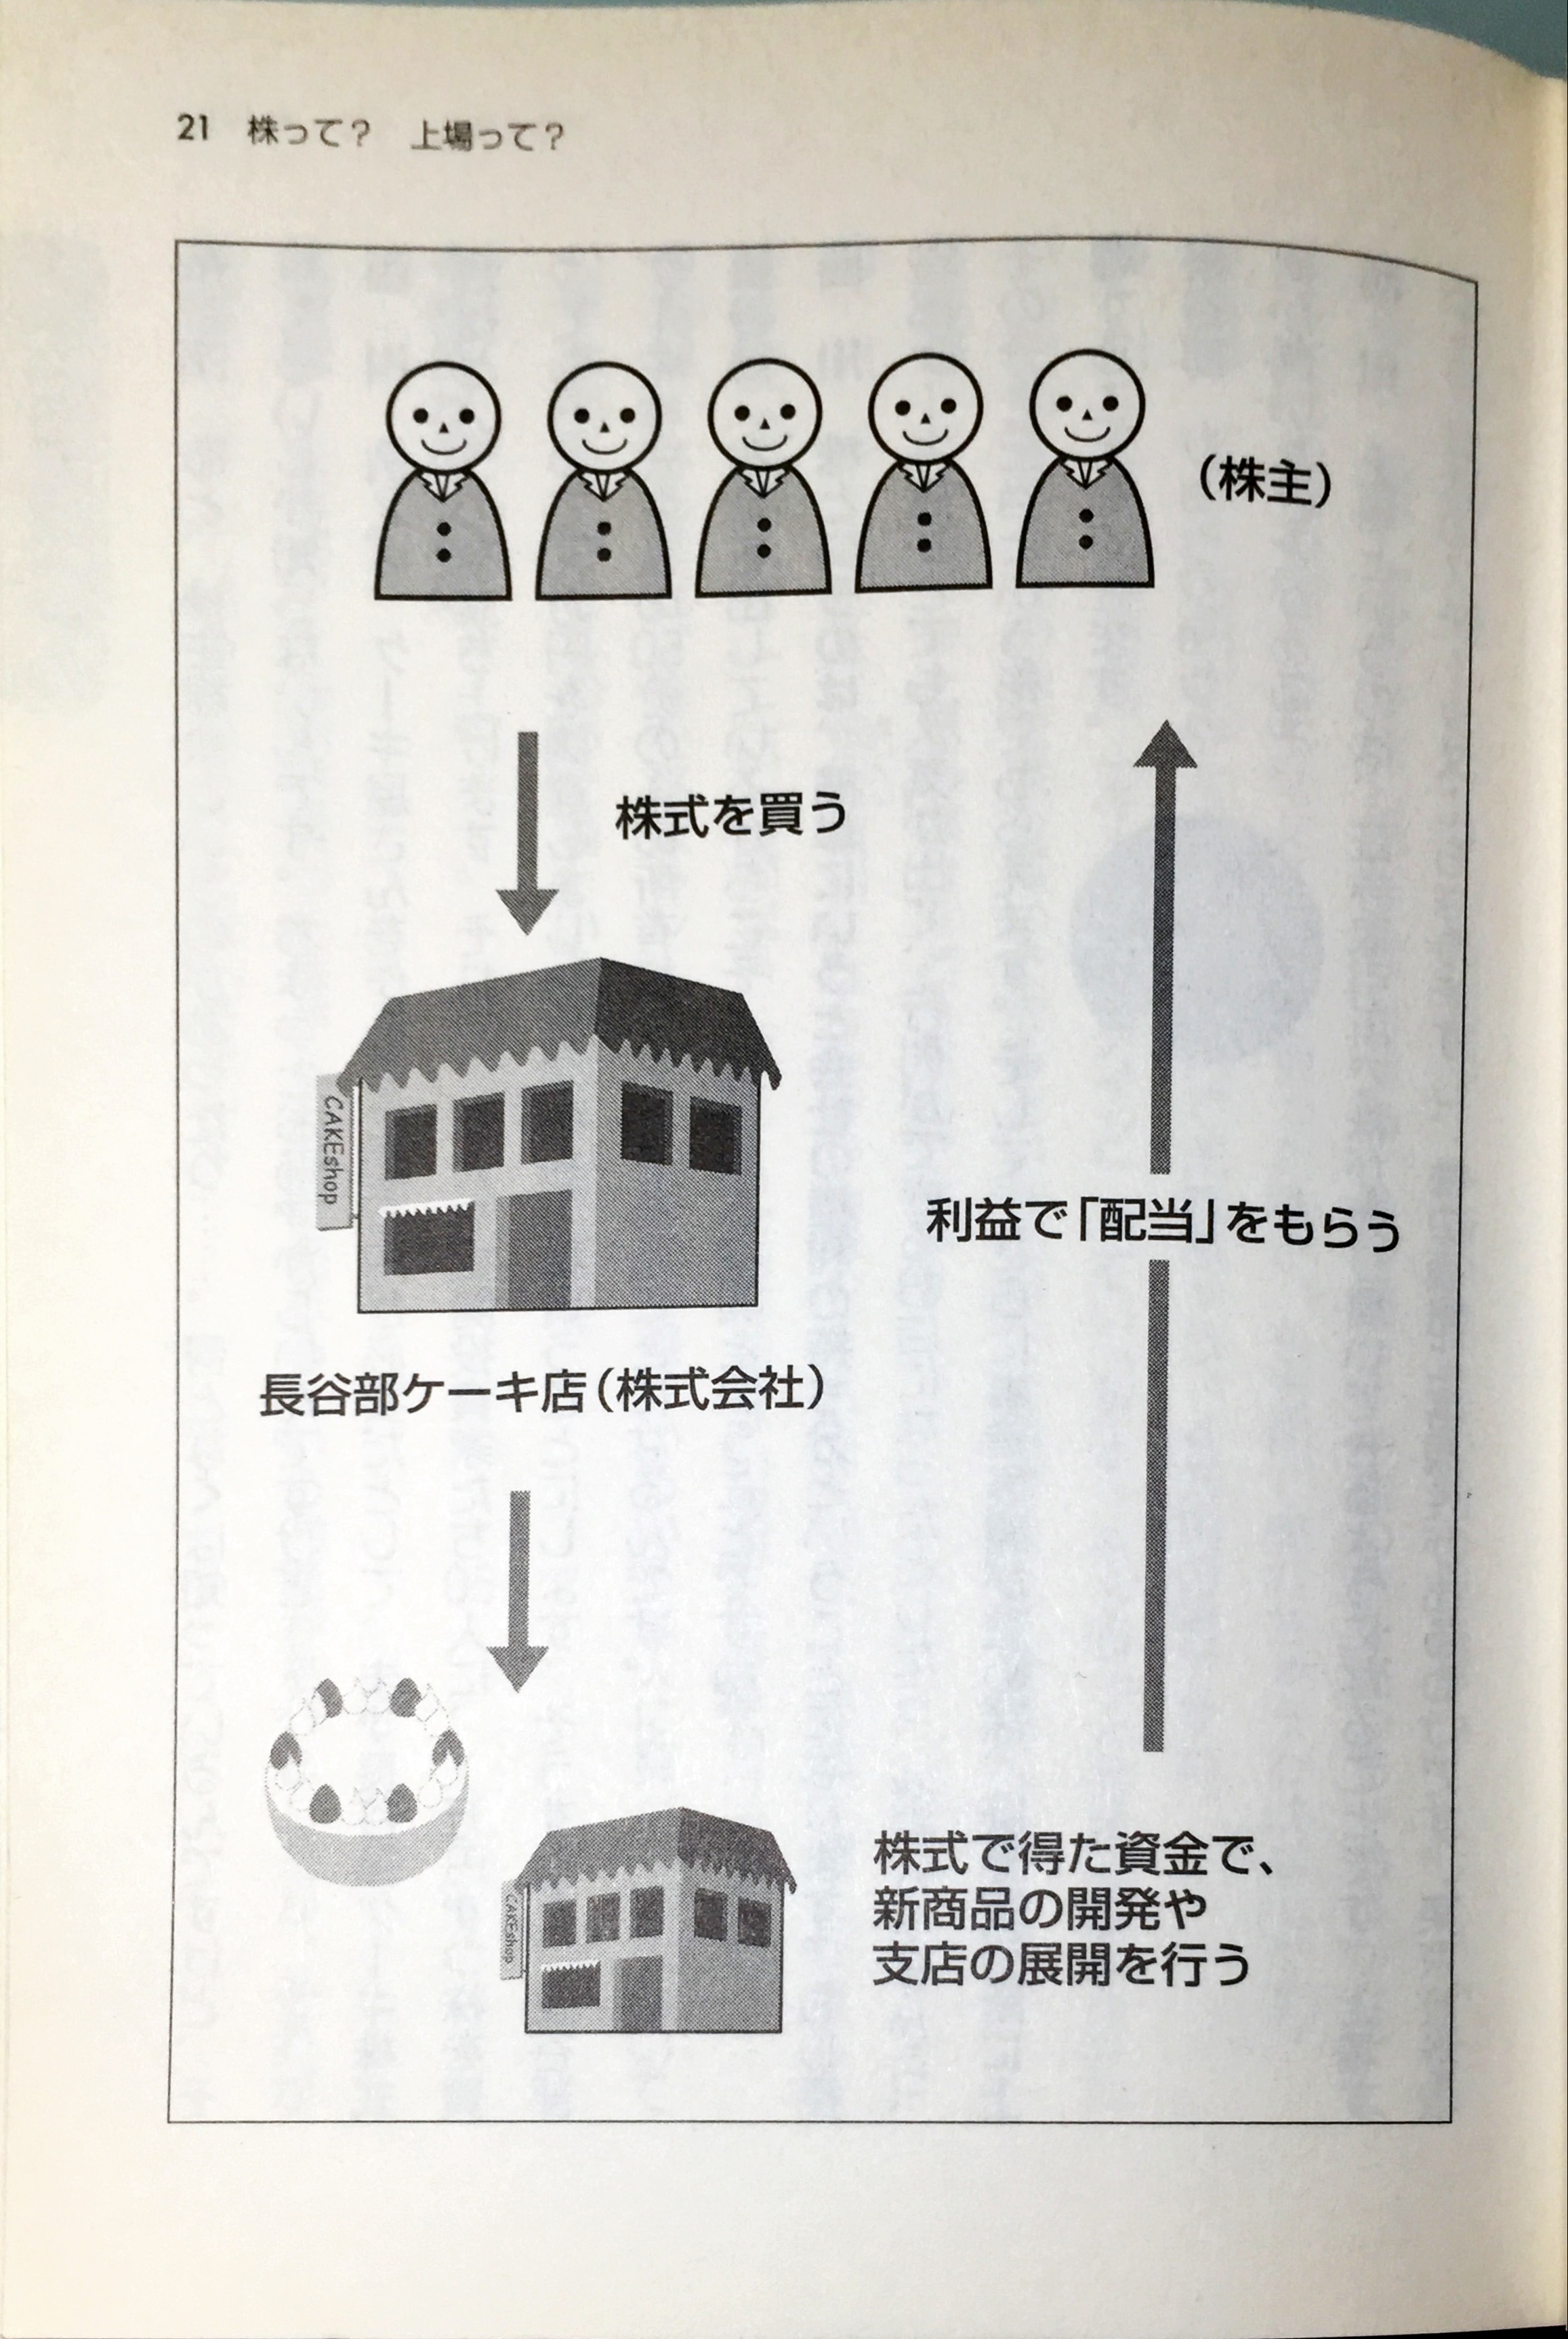 21 株って? 上場って?
(株主)
株式を買う
CAKEshop
利益で「配当」をもらう
長谷部ケーキ店(株式会社)
CAKEshop
株式で得た資金で、
新商品の開発や
支店の展開を行う